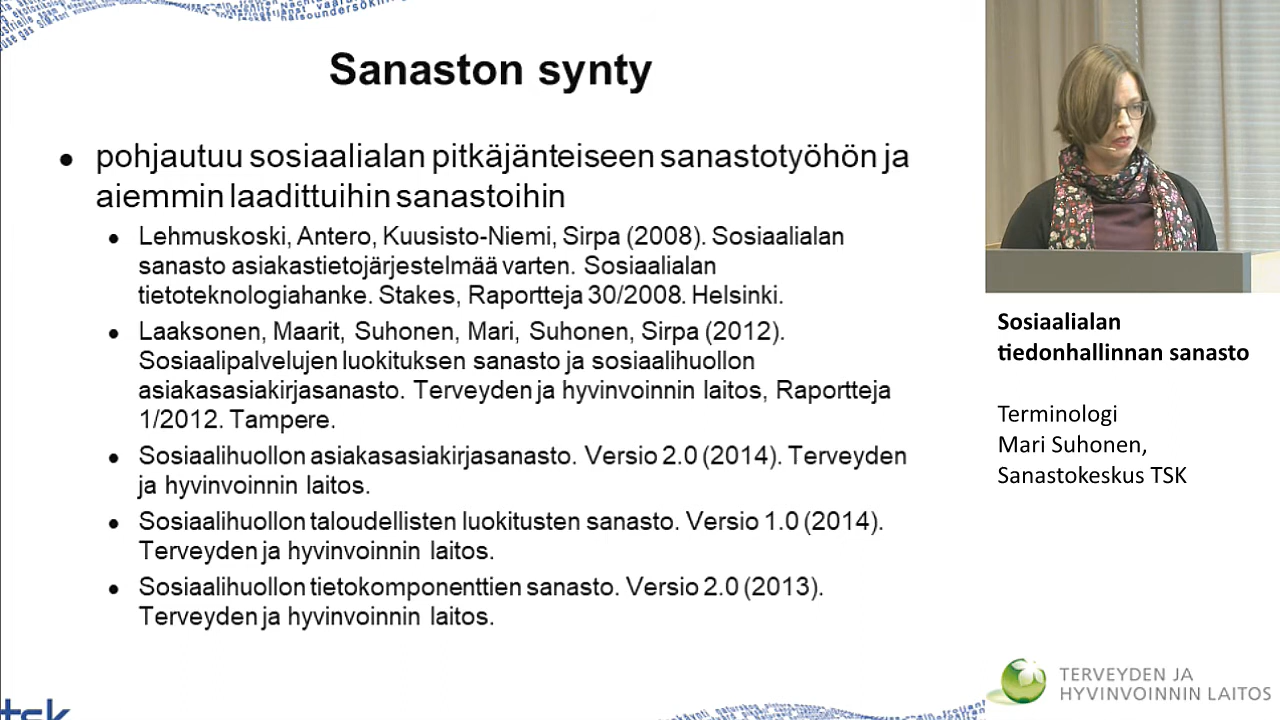 Sanaston synty
● pohjautuu sosiaalialan pitkäjänteiseen sanastotyöhön ja
aiemmin laadittuihin sanastoihin
● Lehmuskoski, Antero, Kuusisto-Niemi, Sirpa (2008). Sosiaalialan
sanasto asiakastietojärjestelmää varten. Sosiaalialan
tietoteknologiahanke. Stakes, Raportteja 30/2008. Helsinki.
● Laaksonen, Maarit, Suhonen, Mari, Suhonen, Sirpa (2012).
Sosiaalipalvelujen luokituksen sanasto ja sosiaalihuollon
asiakasasiakirjasanasto. Terveyden ja hyvinvoinnin laitos, Raportteja
1/2012. Tampere.
● Sosiaalihuollon asiakasasiakirjasanasto. Versio 2.0 (2014). Terveyden
ja hyvinvoinnin laitos.
● Sosiaalihuollon taloudellisten luokitusten sanasto. Versio 1.0 (2014).
Terveyden ja hyvinvoinnin laitos.
● Sosiaalihuollon tietokomponenttien sanasto. Versio 2.0 (2013).
Terveyden ja hyvinvoinnin laitos.
tsk
Sosiaalialan
tiedonhallinnan sanasto
Terminologi
Mari Suhonen,
Sanastokeskus TSK
TERVEYDEN JA
HYVINVOINNIN LAITOS